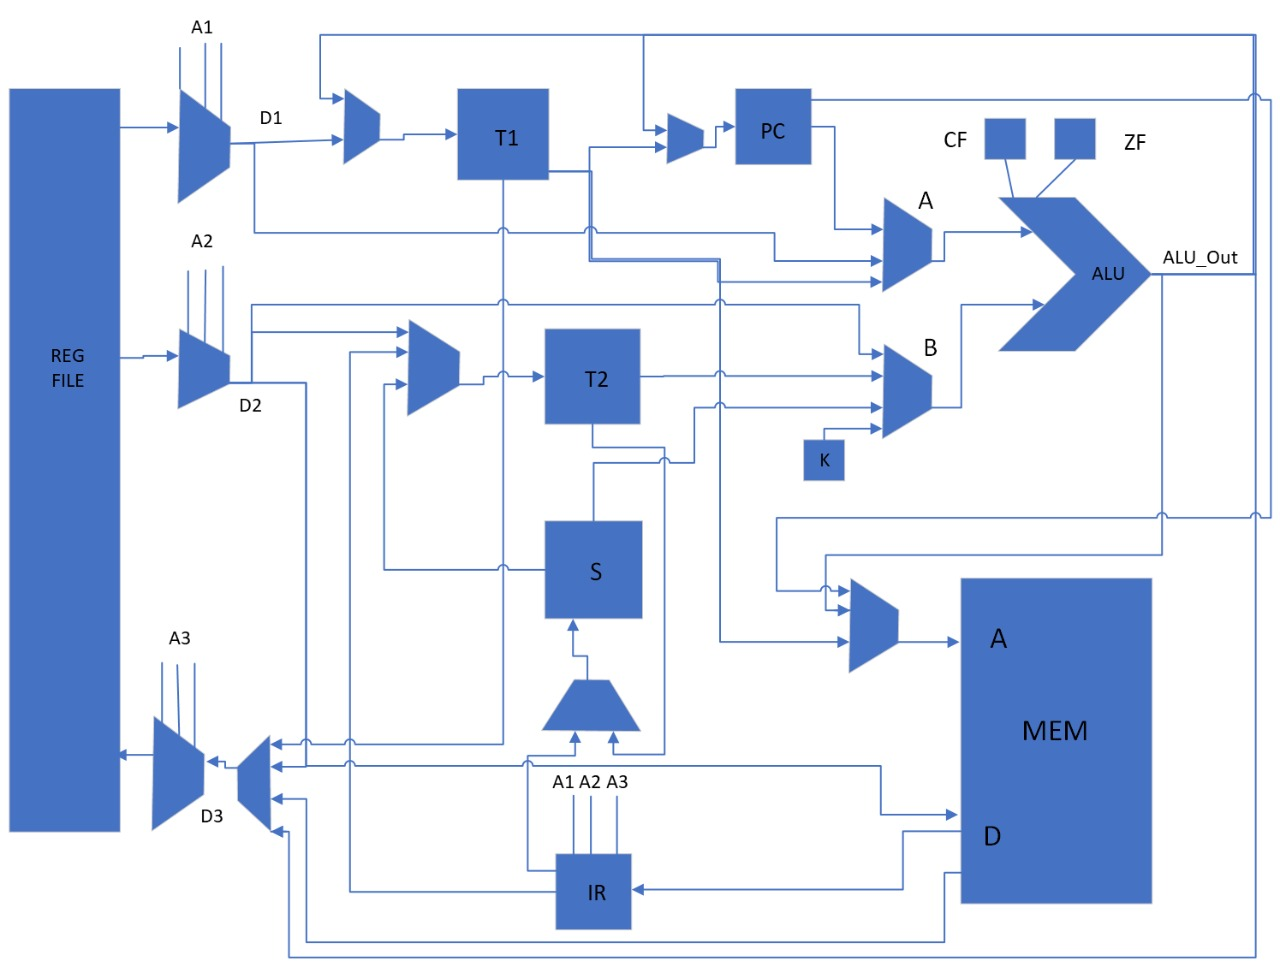 A1
D1
T1
PC
CF
ZF
A
ALU
ALU_Out
A2
REG
FILE
D2
T2
B
K
S
A3
D3
A1 A2 A3
IR
A
MEM
D